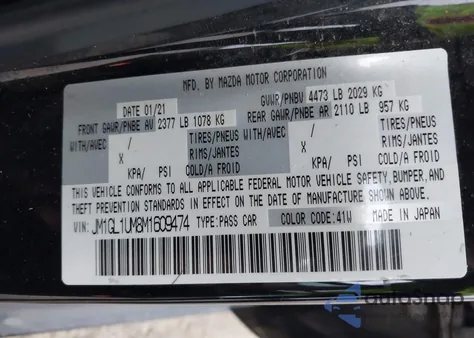 MFD. BY MAZDA MOTOR CORPORATION
DATE 01/21 GVWR/PNBV 4473 LB 2029 KG
FRONT GAWR/PNBE AV 2377 LB 1078 KG REAR GAWR/PNBE AR 2110 LB 957 KG
WITH/AVEC / TIRES/PNEUS WITH/AVEC / TIRES/PNEUS
X RIMS/JANTES X RIMS/JANTES
KPA/ PSI COLD/A FROID KPA/ PSI COLD/A FROID
THIS VEHICLE CONFORMS TO ALL APPLICABLE FEDERAL MOTOR VEHICLE SAFETY, BUMPER, AND
THEFT PREVENTION STANDARDS IN EFFECT ON THE DATE OF MANUFACTURE SHOWN ABOVE.
VIN: JM1GL1UM8M1609474 TYPE:PASS CAR COLOR CODE:41W MADE IN JAPAN
autoshop